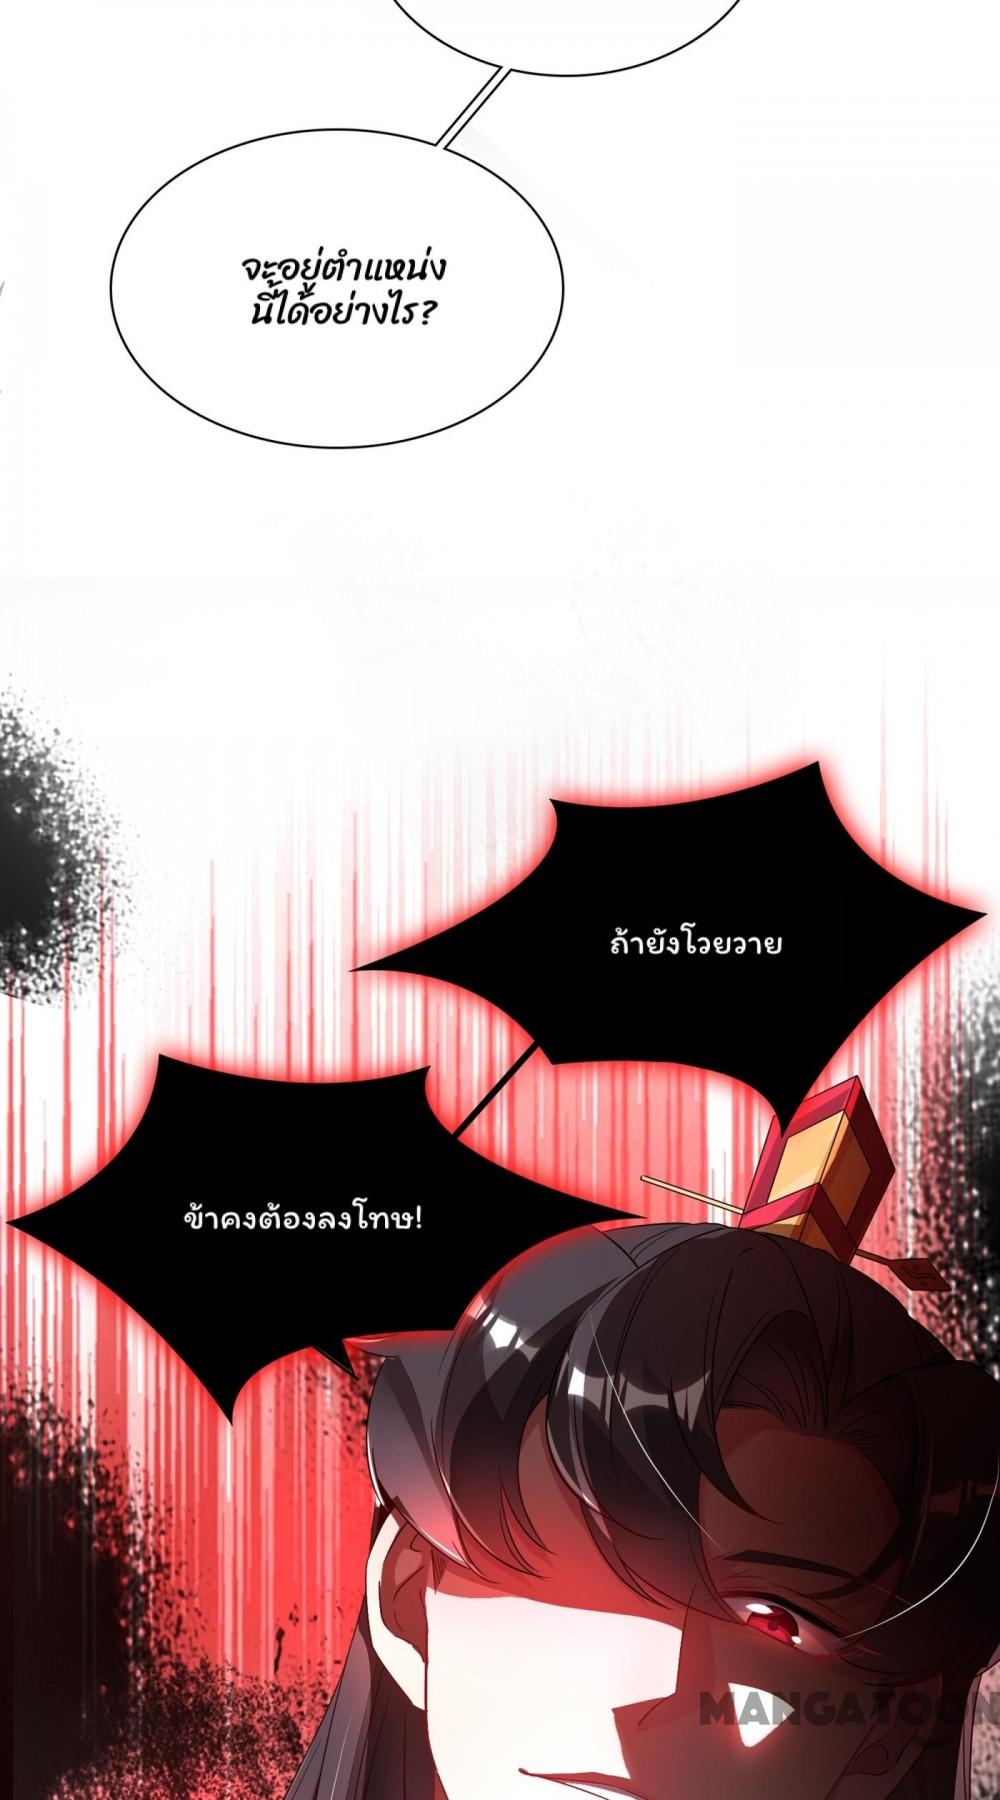 จะอยู่ตำแหน่ง
นี้ได้อย่างไร?
ถ้ายังโวยวาย
ข้าคงต้องลงโทษ!
MANGATOON